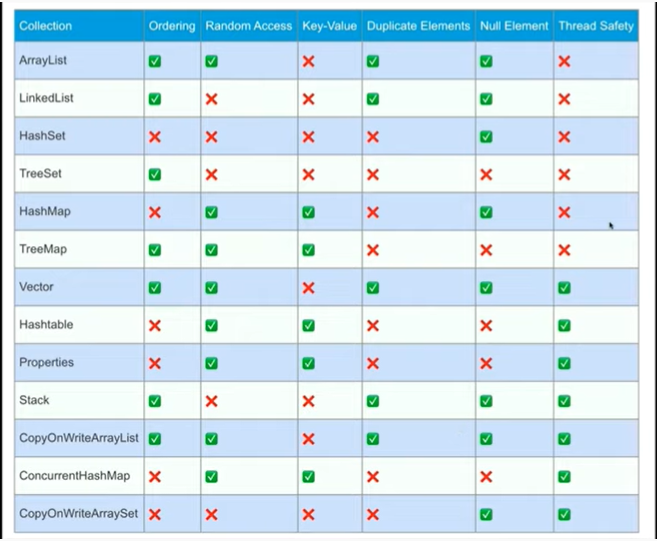 Collection Ordering Random Access Key-Value Duplicate Elements Null Element Thread Safety
ArrayList ✅ ✅ ❌ ✅ ✅ ❌
LinkedList ✅ ❌ ❌ ✅ ✅ ❌
HashSet ❌ ❌ ❌ ❌ ✅ ❌
TreeSet ✅ ❌ ❌ ❌ ❌ ❌
HashMap ❌ ✅ ✅ ❌ ✅ ❌
TreeMap ✅ ✅ ✅ ❌ ❌ ❌
Vector ✅ ✅ ❌ ✅ ✅ ✅
Hashtable ❌ ✅ ✅ ❌ ❌ ✅
Properties ❌ ✅ ✅ ❌ ❌ ✅
Stack ✅ ❌ ❌ ✅ ✅ ✅
CopyOnWriteArrayList ✅ ✅ ❌ ✅ ✅ ✅
ConcurrentHashMap ❌ ✅ ✅ ❌ ❌ ✅
CopyOnWriteArraySet ❌ ❌ ❌ ❌ ✅ ✅